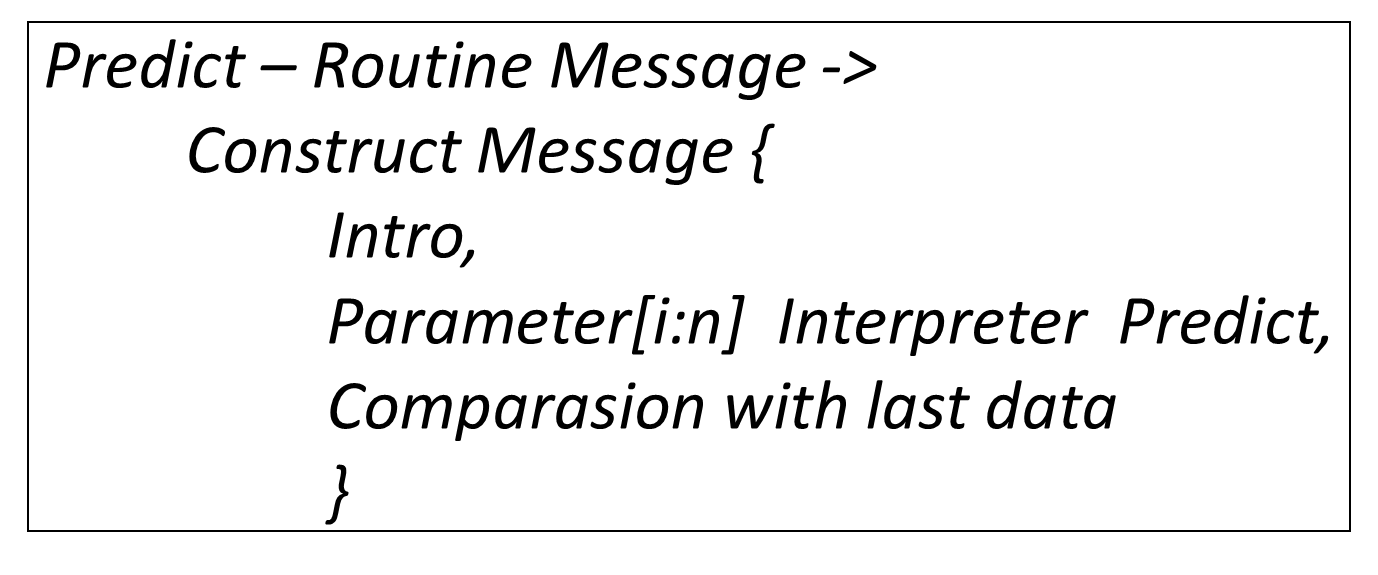 Predict – Routine Message ->
Construct Message {
Intro,
Parameter[i:n] Interpreter Predict,
Comparasion with last data
}